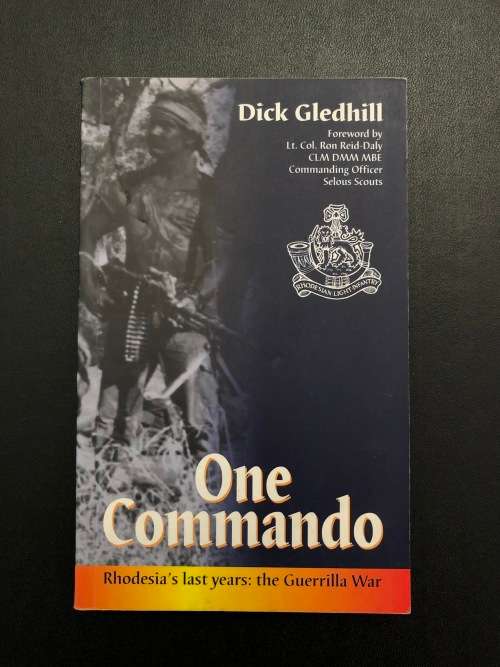 Dick Gledhill
Foreword by
Lt. Col. Ron Reid-Daly
CLM DMM MBE
Commanding Officer
Selous Scouts
RHODESIAN LIGHT INFANTRY
One
Commando
Rhodesia's last years: the Guerrilla War